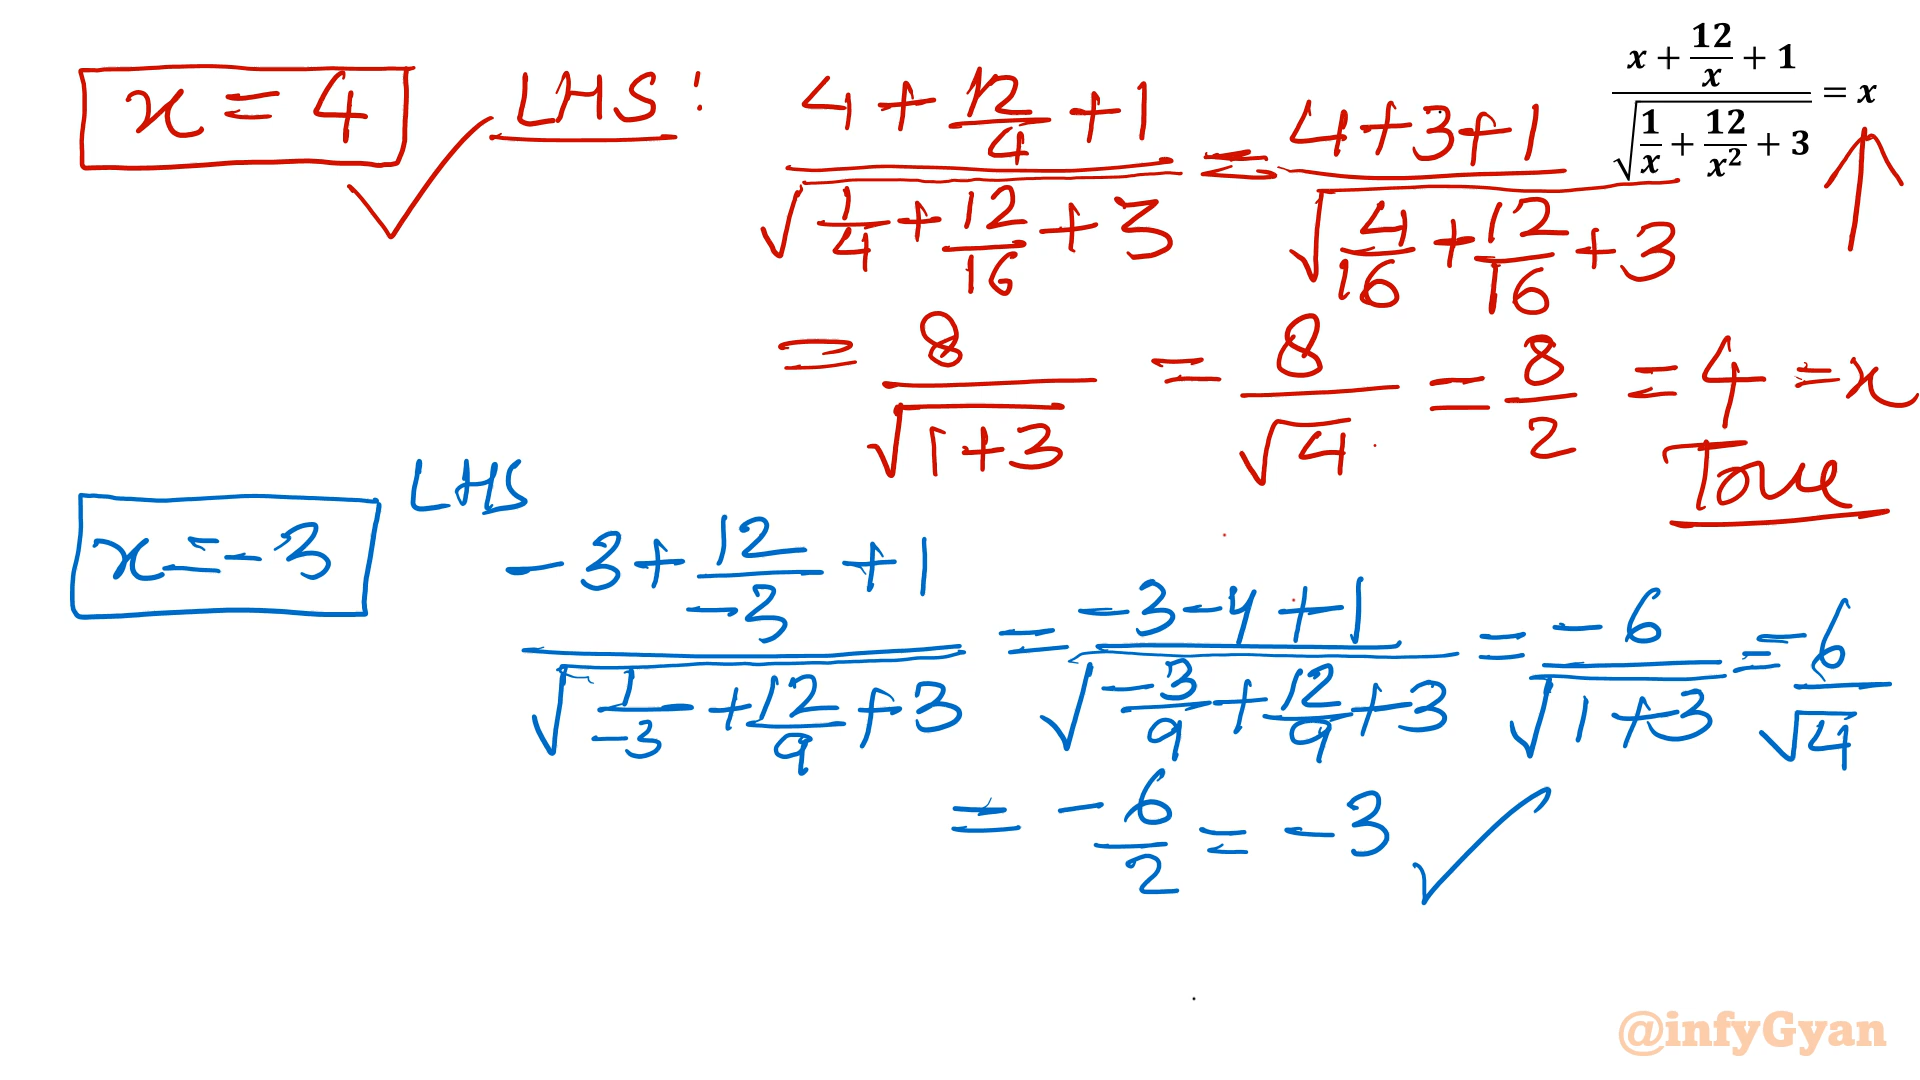 x = 4 LHS : (4 + 12/4 + 1)/√(1/4 + 12/16 + 3) = (4+3+1)/√(4/16 + 12/16 + 3)
(x + 12/x + 1)/√(1/x + 12/x² + 3) = x
= 8/√(1+3) = 8/√4 = 8/2 = 4 = x
True
x = -3 LHS
(-3 + 12/-3 + 1)/√(1/-3 + 12/9 + 3) = (-3-4+1)/√(-3/9 + 12/9 + 3) = -6/√(1+3) = -6/√4
= -6/2 = -3
@infyGyan